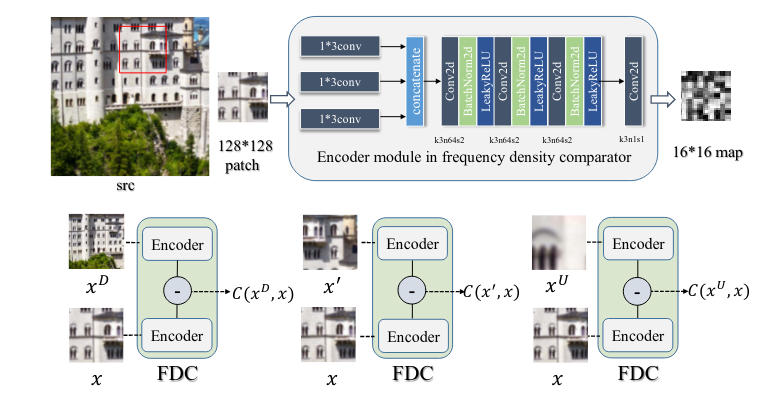 1*3conv
1*3conv
1*3conv
concatenate
Conv2d
BatchNorm2d
LeakyReLU
Conv2d
BatchNorm2d
LeakyReLU
Conv2d
BatchNorm2d
LeakyReLU
Conv2d
k3n64s2 k3n64s2 k3n64s2 k3n1s1
Encoder module in frequency density comparator
src
128*128
patch
16*16 map
Encoder
x^D
-
C(x^D, x)
Encoder
x
FDC
Encoder
x′
-
C(x′, x)
Encoder
x
FDC
Encoder
x^U
-
C(x^U, x)
Encoder
x
FDC